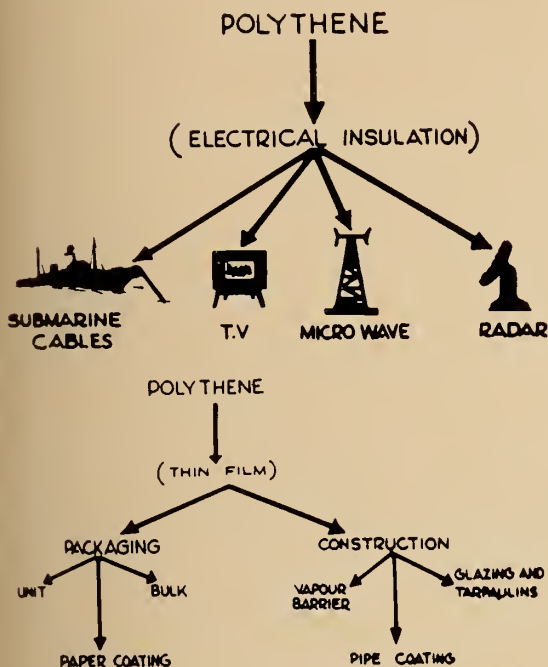 POLYTHENE
(ELECTRICAL INSULATION)
SUBMARINE
CABLES
T.V
MICRO WAVE
RADAR
POLYTHENE
(THIN FILM)
PACKAGING
CONSTRUCTION
UNIT
BULK
VAPOUR
BARRIER
GLAZING AND
TARPAULINS
PAPER COATING
PIPE COATING